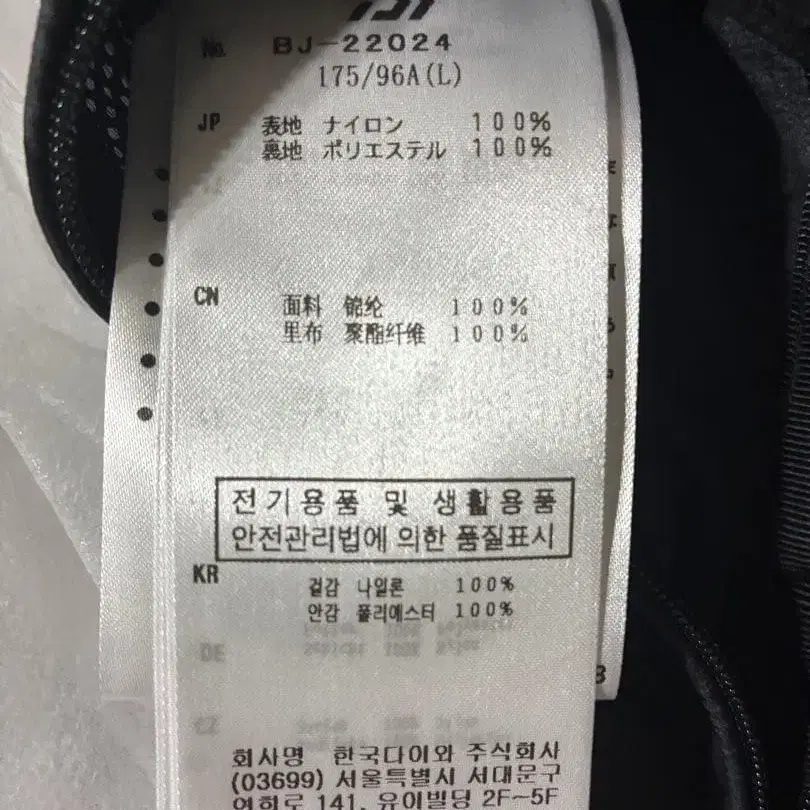 No. BJ-22024
175/96A(L)
JP 表地 ナイロン 100%
裏地 ポリエステル 100%
CN 面料 锦纶 100%
里布 聚酯纤维 100%
전기용품 및 생활용품
안전관리법에 의한 품질표시
KR 겉감 나일론 100%
안감 폴리에스터 100%
DE
CZ
회사명 한국다이와 주식회사
(03699) 서울특별시 서대문구
연희로 141, 유이빌딩 2F~5F